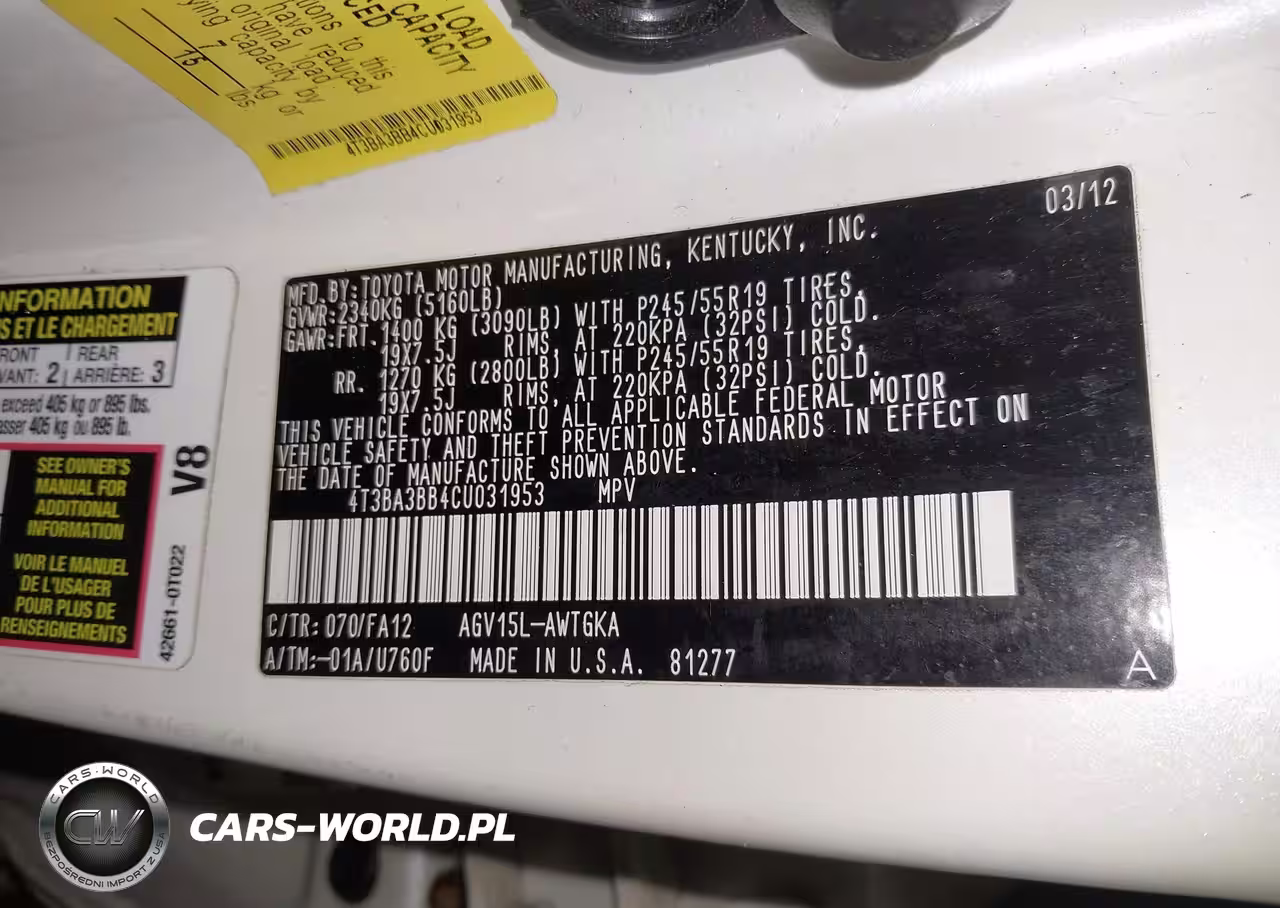 LOAD
CAPACITY
CED
tions to this
have reduced
original load
ying capacity by
7 kg or
15 lbs.
4T3BA3BB4CU031953
NFORMATION
S ET LE CHARGEMENT
RONT | REAR
VANT: 2 | ARRIÈRE: 3
exceed 405 kg or 895 lbs.
asser 405 kg ou 895 lb.
SEE OWNER'S
MANUAL FOR
ADDITIONAL
INFORMATION
VOIR LE MANUEL
DE L'USAGER
POUR PLUS DE
RENSEIGNEMENTS
V8
42661-0T022
03/12
MFD.BY:TOYOTA MOTOR MANUFACTURING, KENTUCKY, INC.
GVWR:2340KG (5160LB)
GAWR:FRT. 1400 KG (3090LB) WITH P245/55R19 TIRES,
19X7.5J RIMS, AT 220KPA (32PSI) COLD.
RR. 1270 KG (2800LB) WITH P245/55R19 TIRES,
19X7.5J RIMS, AT 220KPA (32PSI) COLD.
THIS VEHICLE CONFORMS TO ALL APPLICABLE FEDERAL MOTOR
VEHICLE SAFETY AND THEFT PREVENTION STANDARDS IN EFFECT ON
THE DATE OF MANUFACTURE SHOWN ABOVE.
4T3BA3BB4CU031953 MPV
C/TR: 070/FA12 AGV15L-AWTGKA
A/TM:-01A/U760F MADE IN U.S.A. 81277
A
CARS-WORLD
CW
BEZPOŚREDNI IMPORT Z USA
CARS-WORLD.PL